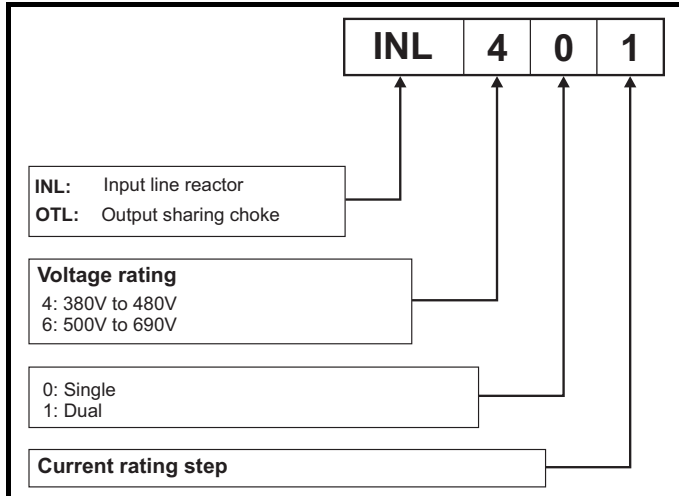 INL 4 0 1
INL: Input line reactor
OTL: Output sharing choke
Voltage rating
4: 380V to 480V
6: 500V to 690V
0: Single
1: Dual
Current rating step